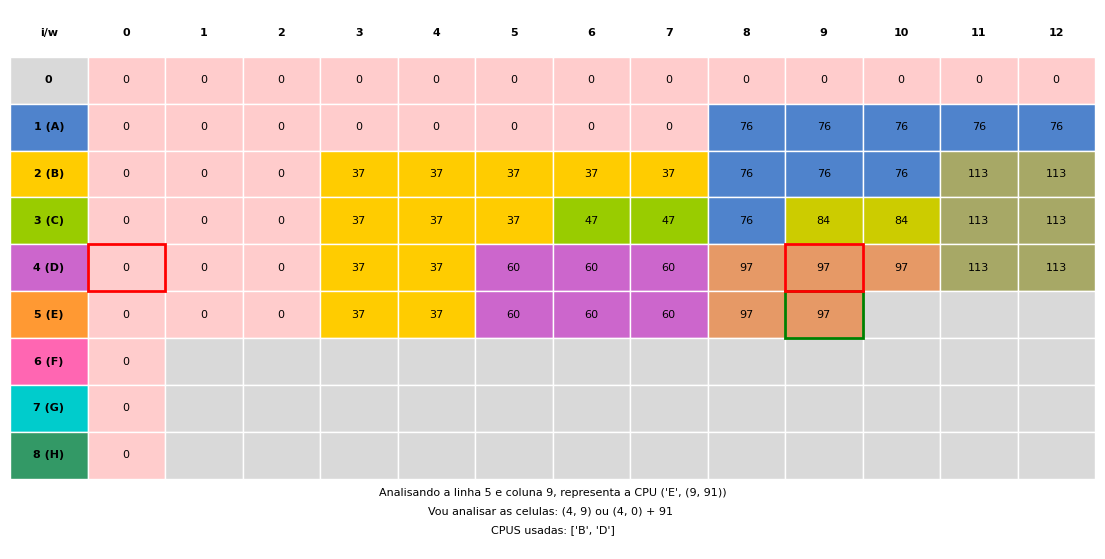 i/w 0 1 2 3 4 5 6 7 8 9 10 11 12
0 0 0 0 0 0 0 0 0 0 0 0 0 0
1 (A) 0 0 0 0 0 0 0 0 76 76 76 76 76
2 (B) 0 0 0 37 37 37 37 37 76 76 76 113 113
3 (C) 0 0 0 37 37 37 47 47 76 84 84 113 113
4 (D) 0 0 0 37 37 60 60 60 97 97 97 113 113
5 (E) 0 0 0 37 37 60 60 60 97 97
6 (F) 0
7 (G) 0
8 (H) 0
Analisando a linha 5 e coluna 9, representa a CPU ('E', (9, 91))
Vou analisar as celulas: (4, 9) ou (4, 0) + 91
CPUS usadas: ['B', 'D']